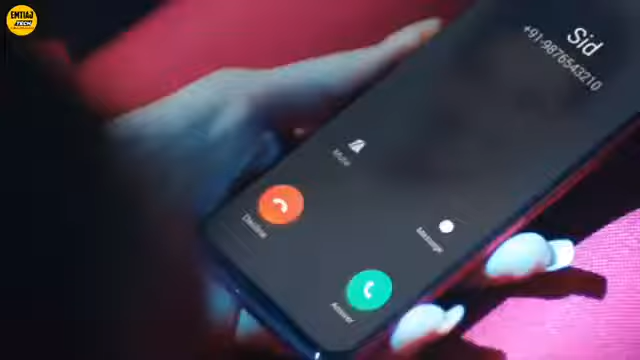 EMTIAJ
TECH
Sid
+91-9876543210
Mute
Message
Decline
Answer